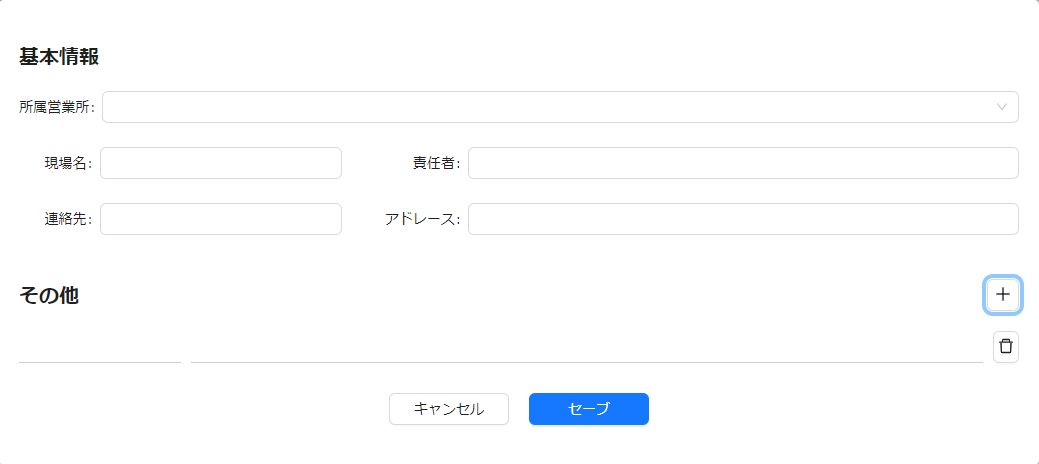 基本情報
所属営業所:
現場名: 責任者:
連絡先: アドレース:
その他
キャンセル セーブ